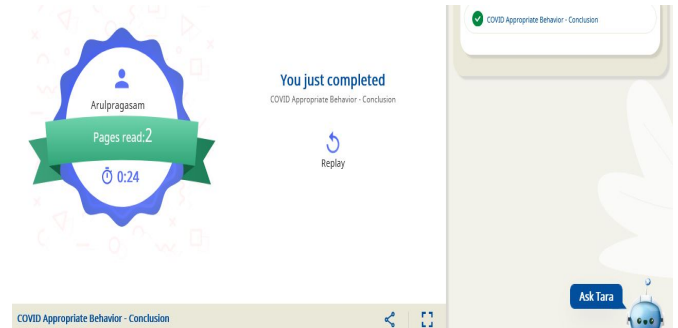 Arulpragasam
Pages read:2
0:24
You just completed
COVID Appropriate Behavior - Conclusion
Replay
COVID Appropriate Behavior - Conclusion
COVID Appropriate Behavior - Conclusion
Ask Tara